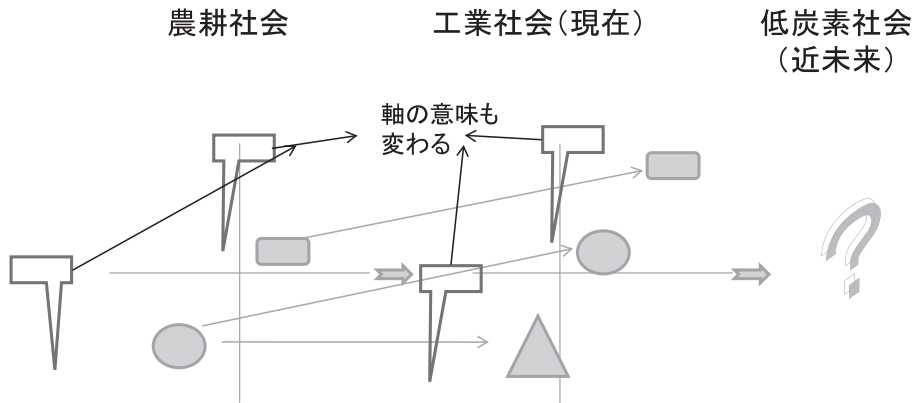 農耕社会
工業社会（現在）
低炭素社会
（近未来）
軸の意味も
変わる